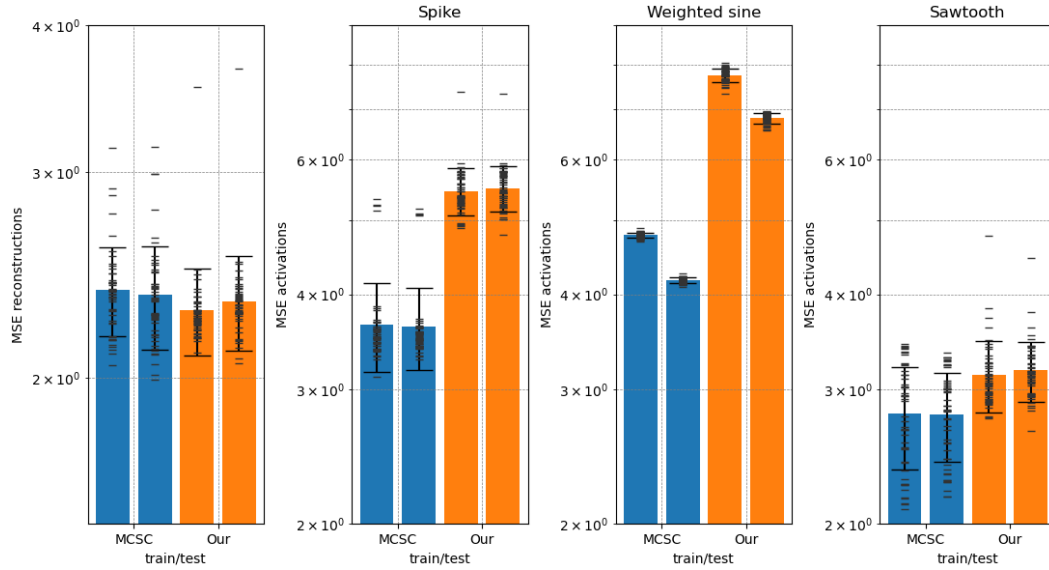 MSE reconstructions
4 × 10⁰
3 × 10⁰
2 × 10⁰
MCSC Our
train/test
Spike
MSE activations
6 × 10⁰
4 × 10⁰
3 × 10⁰
2 × 10⁰
MCSC Our
train/test
Weighted sine
MSE activations
6 × 10⁰
4 × 10⁰
3 × 10⁰
2 × 10⁰
MCSC Our
train/test
Sawtooth
MSE activations
6 × 10⁰
4 × 10⁰
3 × 10⁰
2 × 10⁰
MCSC Our
train/test